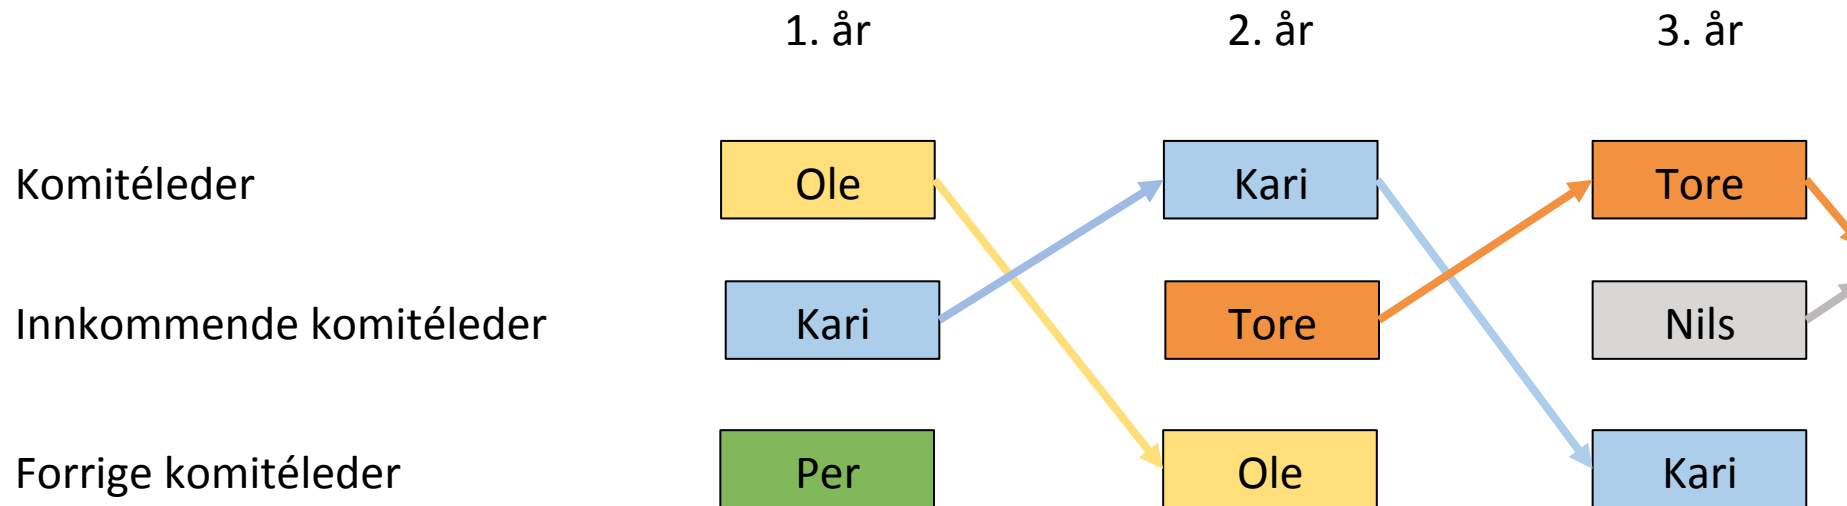 1. år 2. år 3. år
Komitéleder Ole Kari Tore
Innkommende komitéleder Kari Tore Nils
Forrige komitéleder Per Ole Kari